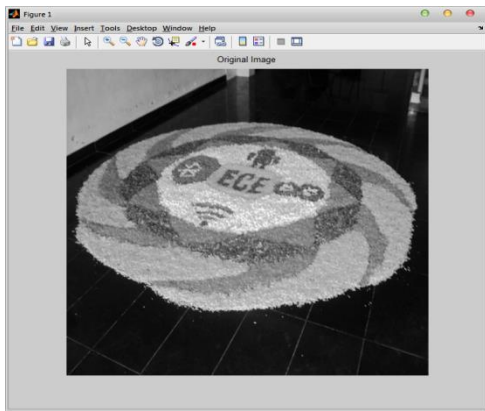 Figure 1
File Edit View Insert Tools Desktop Window Help
Original Image
ECE